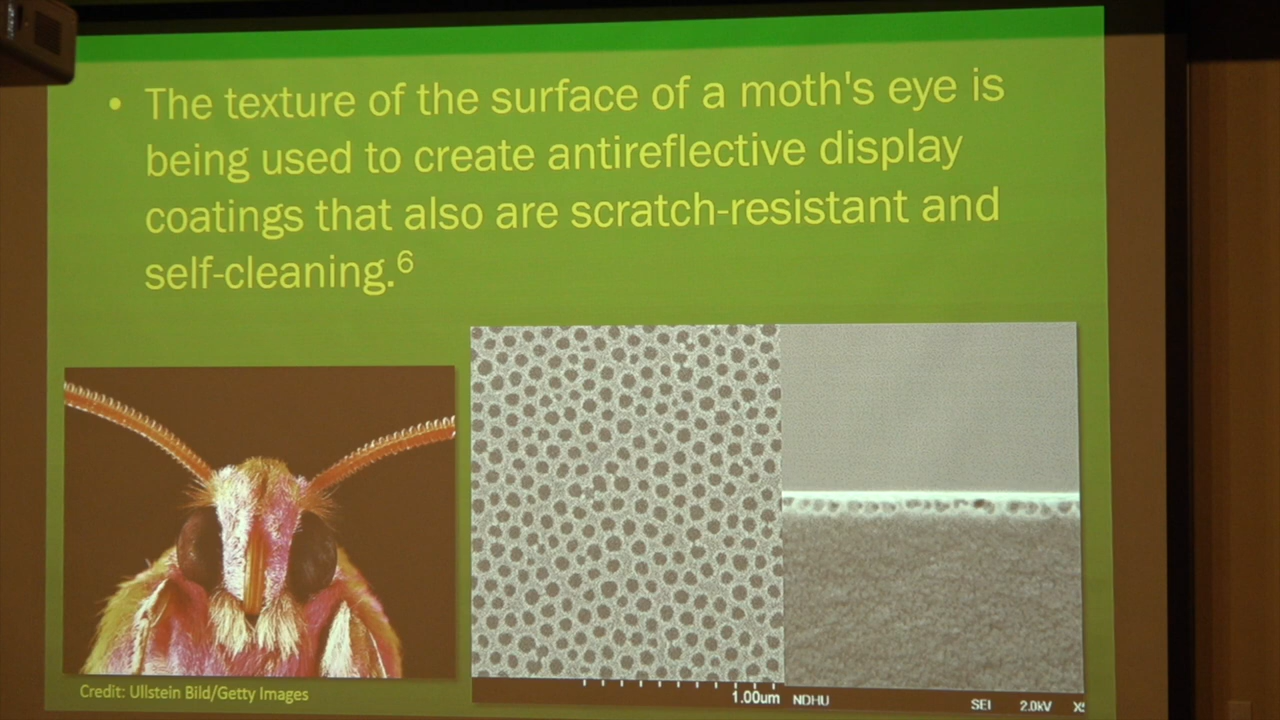 • The texture of the surface of a moth's eye is
being used to create antireflective display
coatings that also are scratch-resistant and
self-cleaning.⁶
Credit: Ullstein Bild/Getty Images
1.00um NDHU SEI 2.0kV